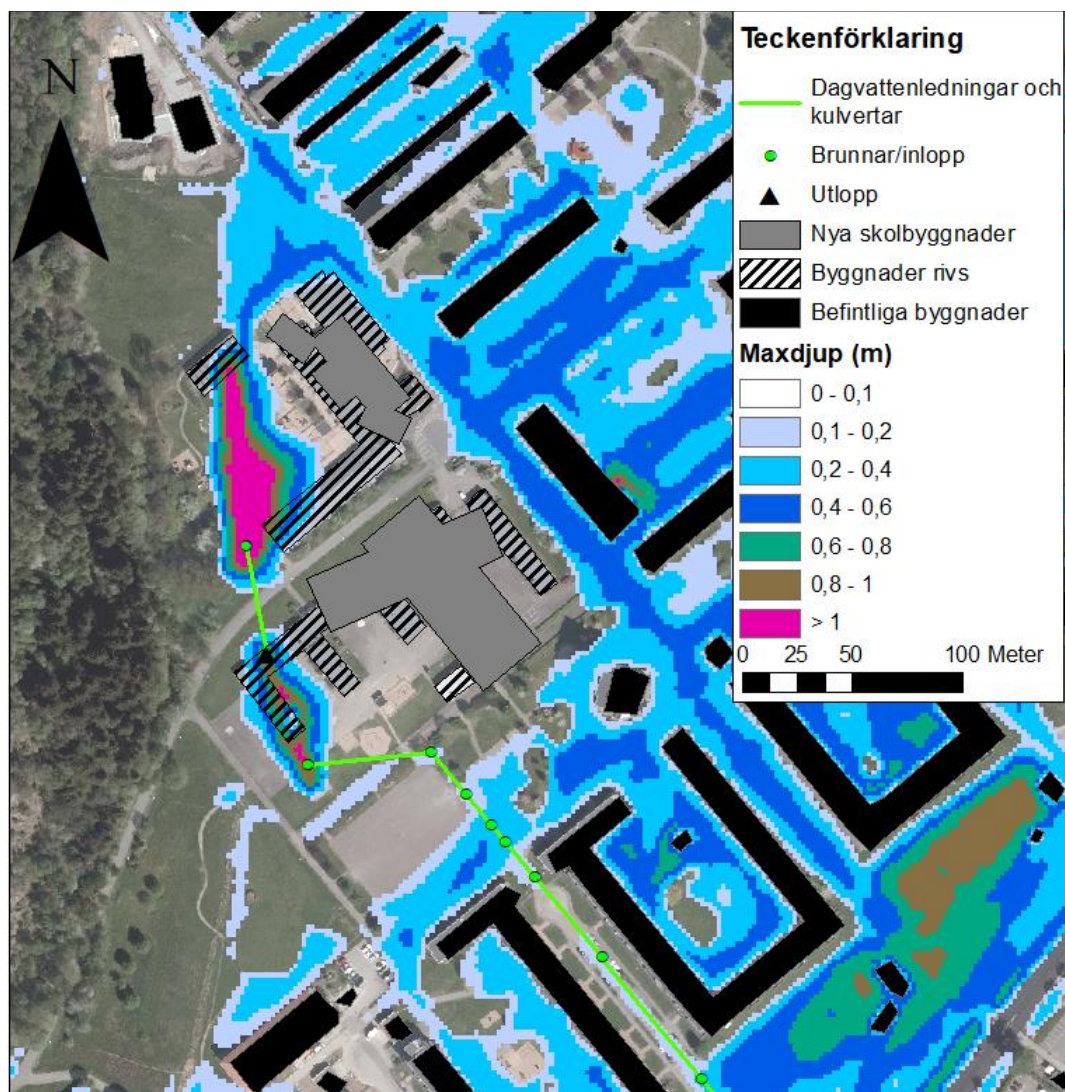 N
Teckenförklaring
Dagvattenledningar och
kulvertar
Brunnar/inlopp
Utlopp
Nya skolbyggnader
Byggnader rivs
Befintliga byggnader
Maxdjup (m)
0 - 0,1
0,1 - 0,2
0,2 - 0,4
0,4 - 0,6
0,6 - 0,8
0,8 - 1
> 1
0 25 50 100 Meter